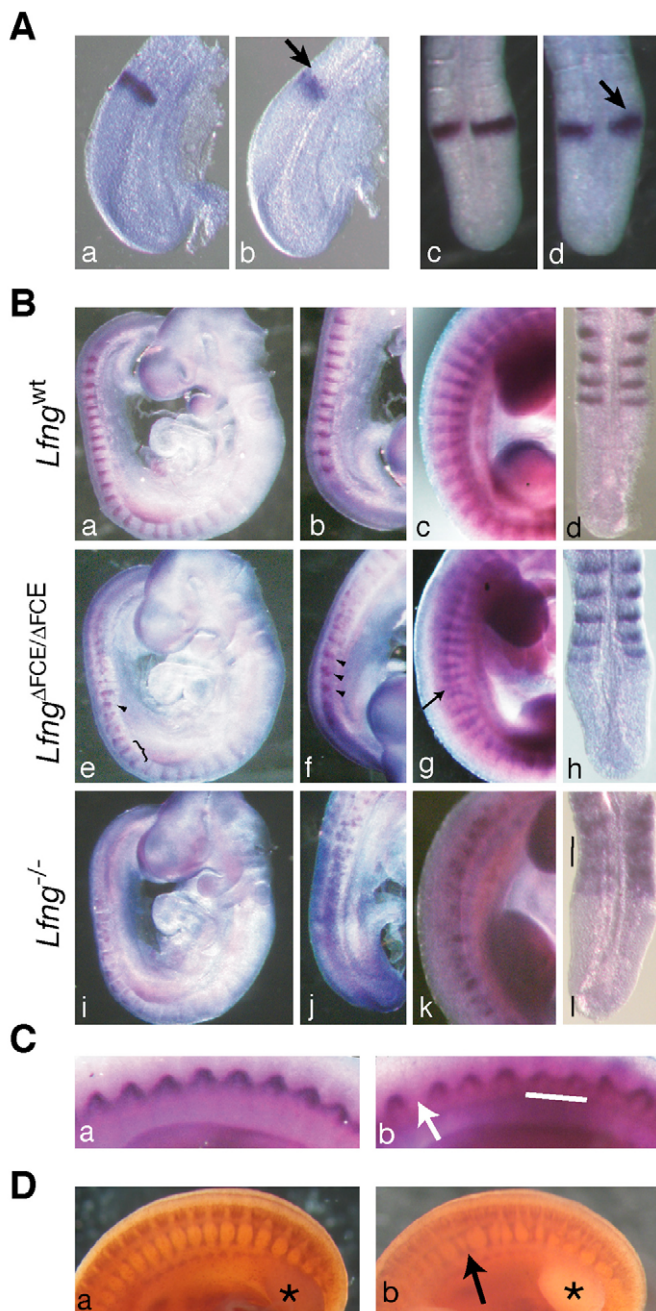 A
a b c d
B
Lfng^wt
a b c d
Lfng^ΔFCE/ΔFCE
e f g h
Lfng^-/-
i j k l
C
a b
D
a * b *